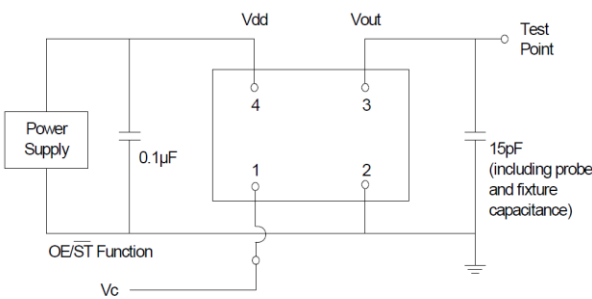 Vdd
Vout
Test
Point
4
3
Power
Supply
0.1µF
1
2
15pF
(including probe
and fixture
capacitance)
OE/S̅T̅ Function
Vc